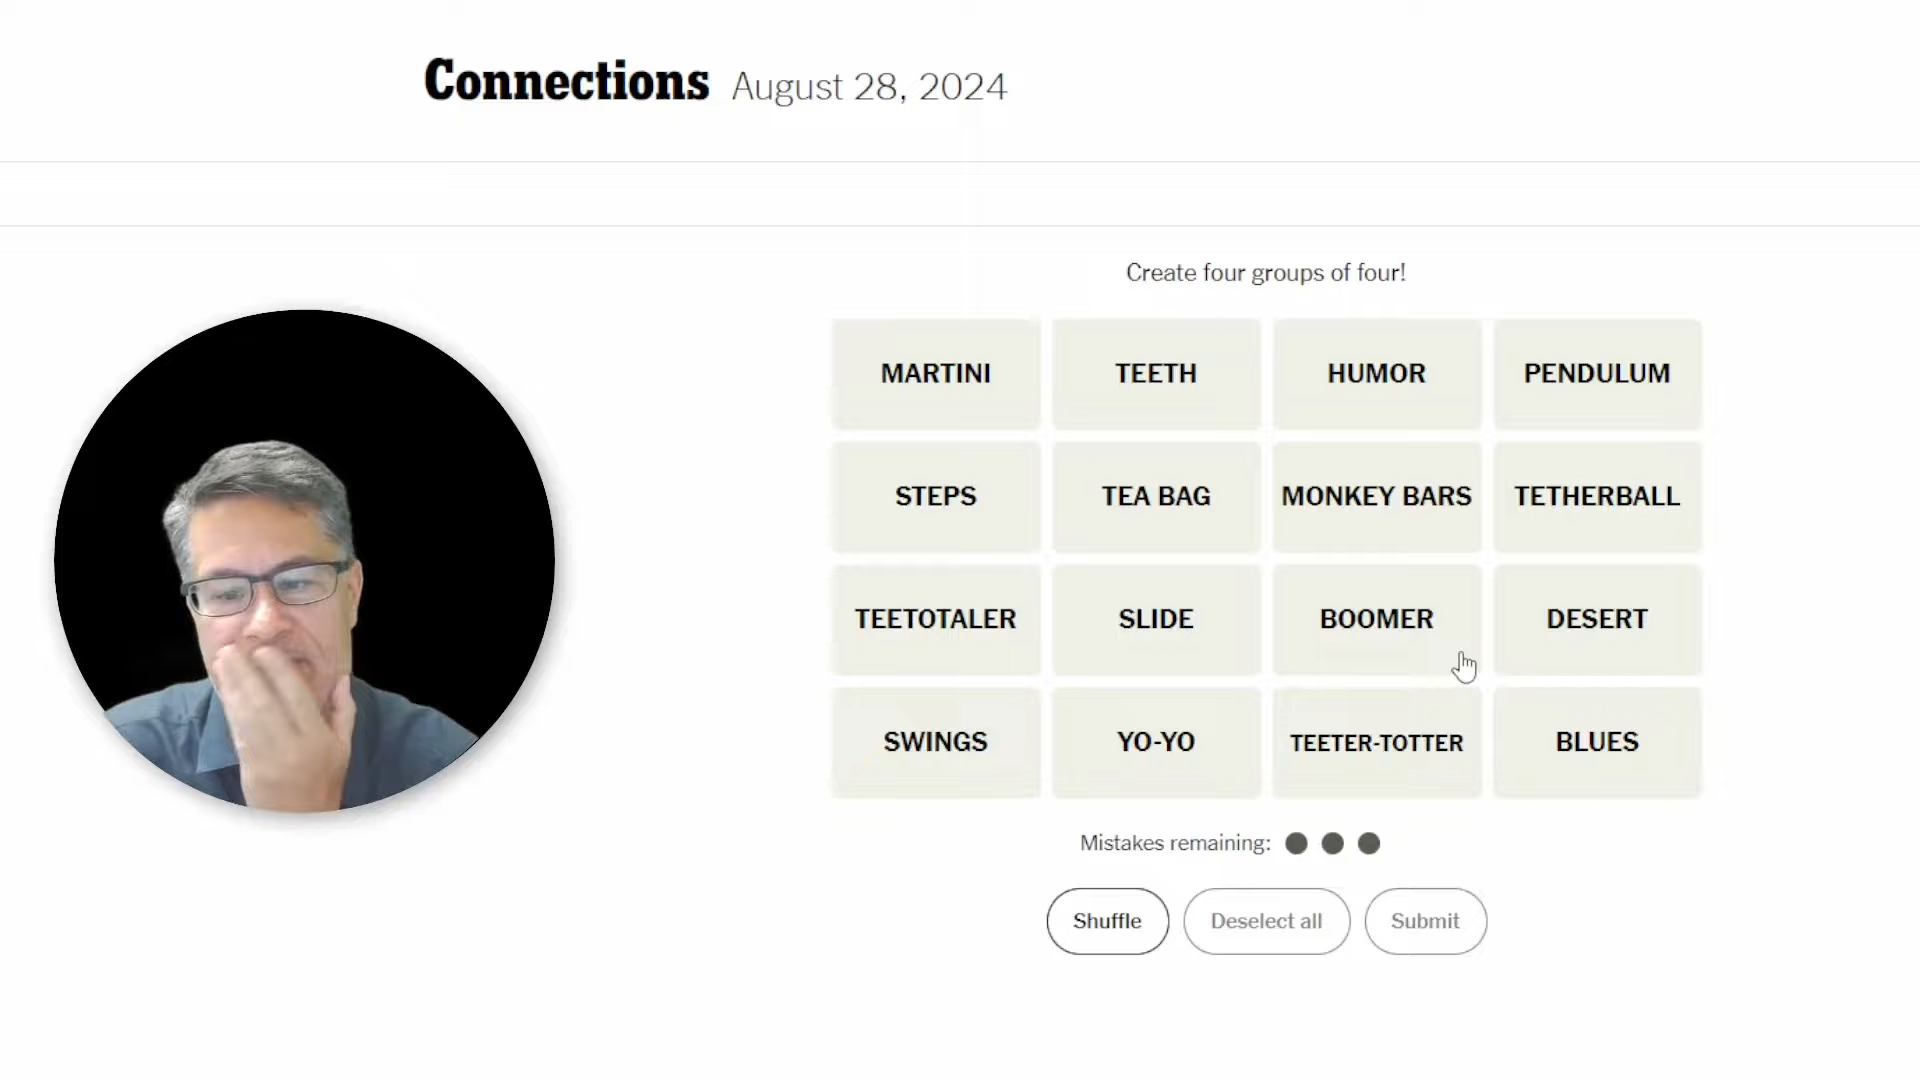 Connections August 28, 2024
Create four groups of four!
MARTINI TEETH HUMOR PENDULUM
STEPS TEA BAG MONKEY BARS TETHERBALL
TEETOTALER SLIDE BOOMER DESERT
SWINGS YO-YO TEETER-TOTTER BLUES
Mistakes remaining:
Shuffle Deselect all Submit